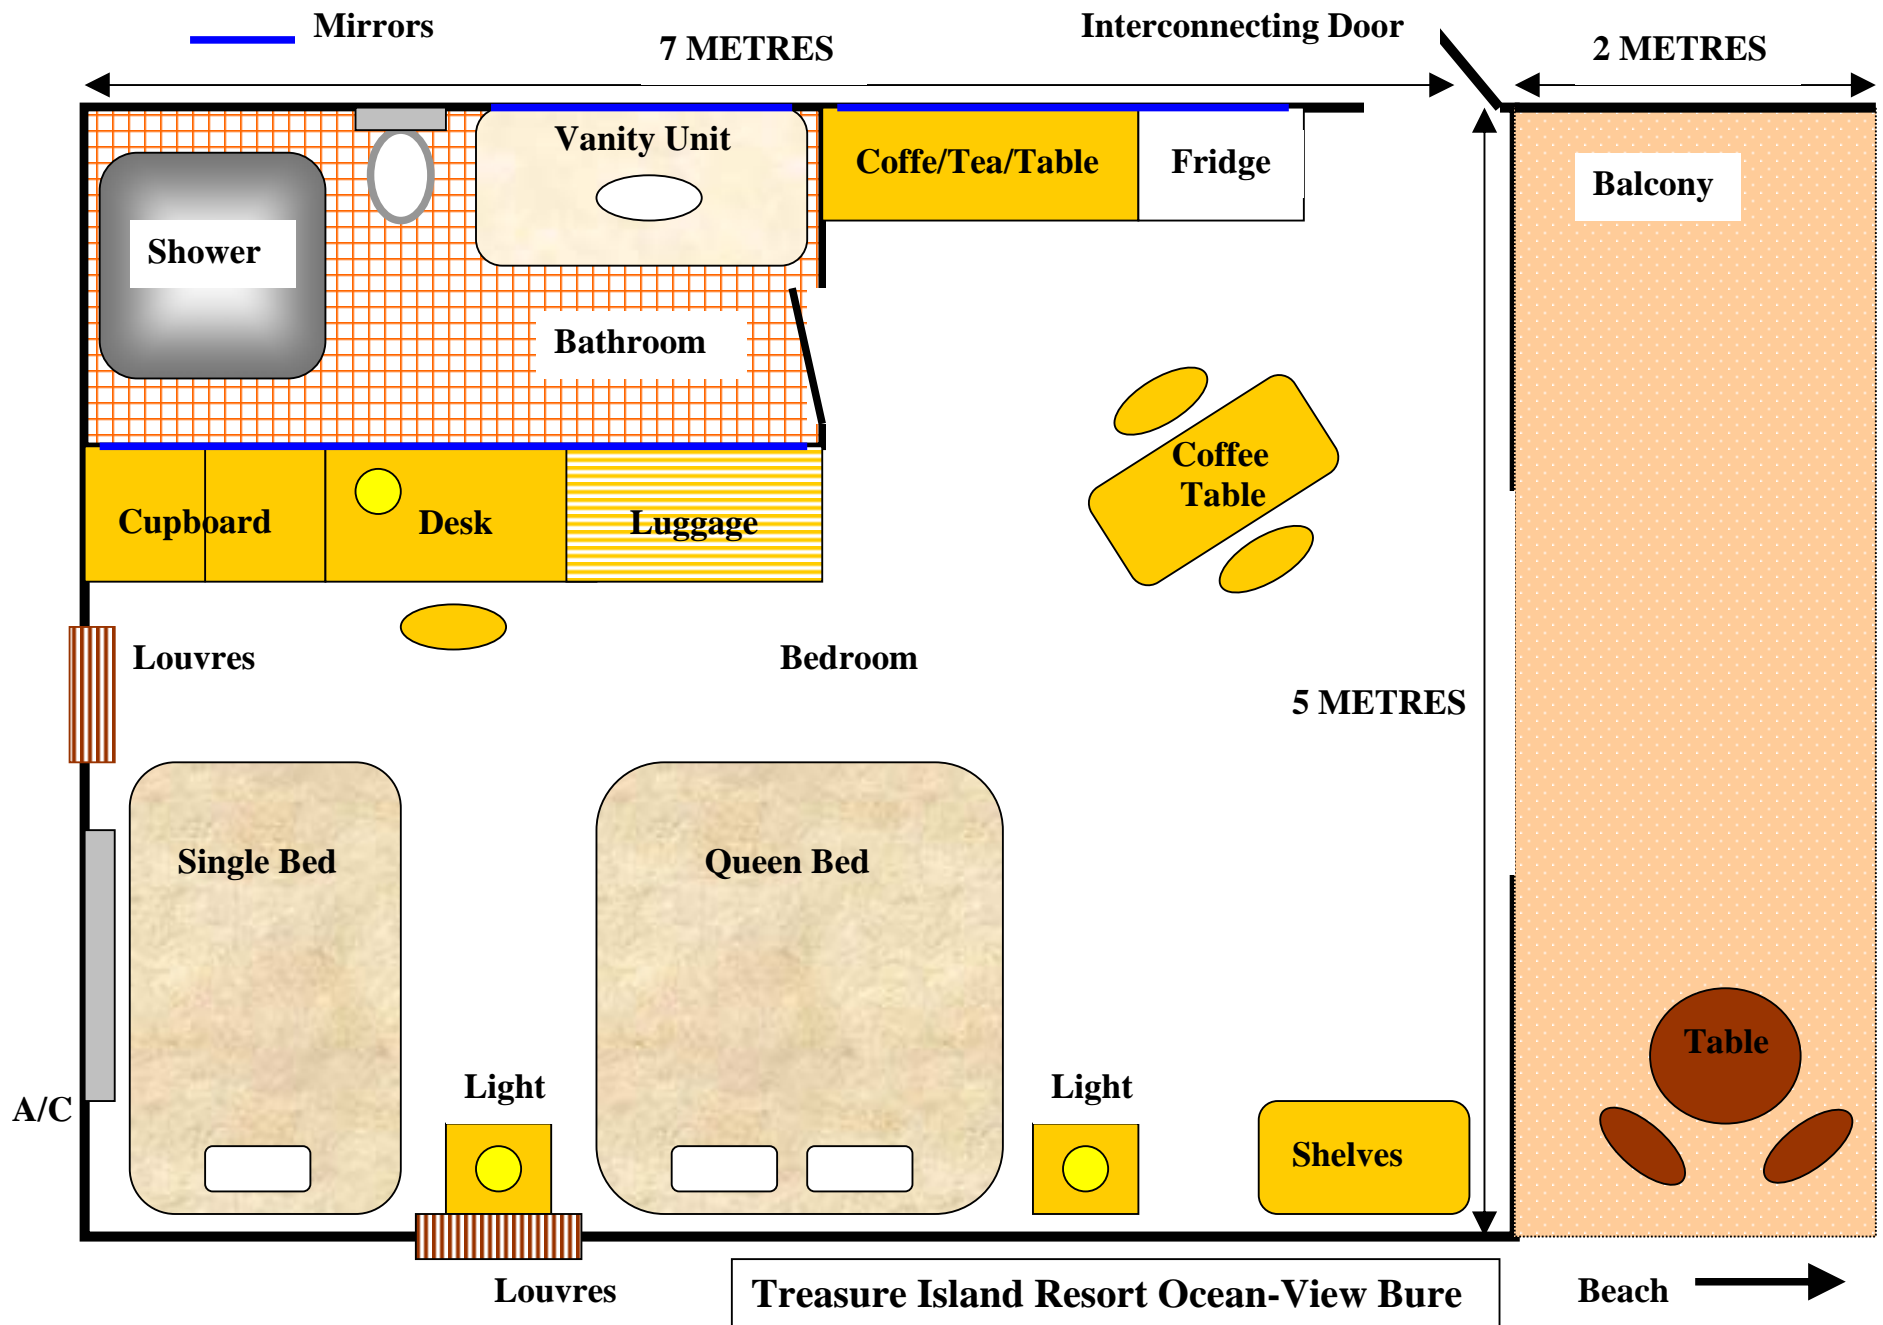 Mirrors
7 METRES
Interconnecting Door
2 METRES
Vanity Unit
Coffe/Tea/Table
Fridge
Balcony
Shower
Bathroom
Coffee
Table
Cupboard
Desk
Luggage
Louvres
Bedroom
5 METRES
Single Bed
Queen Bed
Table
Light
Light
A/C
Shelves
Louvres
Treasure Island Resort Ocean-View Bure
Beach